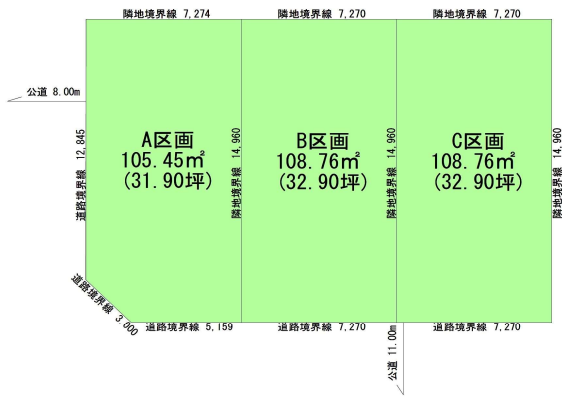 隣地境界線 7,274
隣地境界線 7,270
隣地境界線 7,270
公道 8.00m
道路境界線 12,845
A区画
105.45㎡
(31.90坪)
隣地境界線 14,960
B区画
108.76㎡
(32.90坪)
隣地境界線 14,960
C区画
108.76㎡
(32.90坪)
隣地境界線 14,960
道路境界線 3,000
道路境界線 5,159
道路境界線 7,270
道路境界線 7,270
公道 11.00m